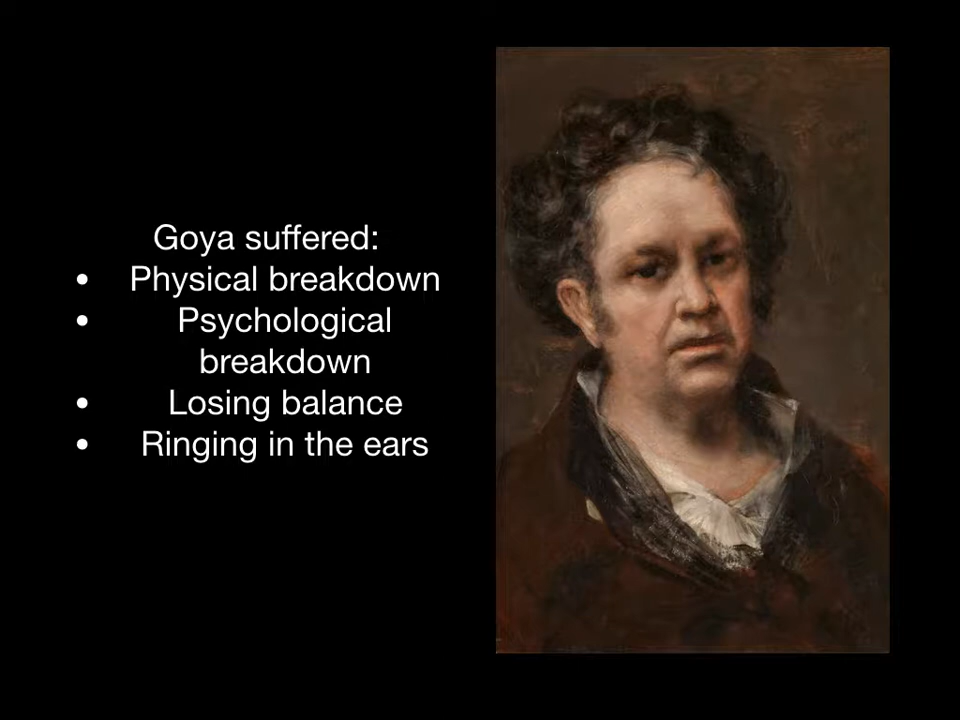 Goya suffered:
• Physical breakdown
• Psychological
breakdown
• Losing balance
• Ringing in the ears